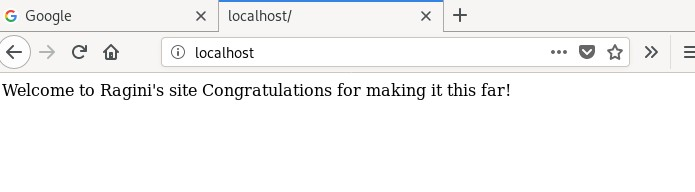 Google
localhost/
localhost
Welcome to Ragini's site Congratulations for making it this far!